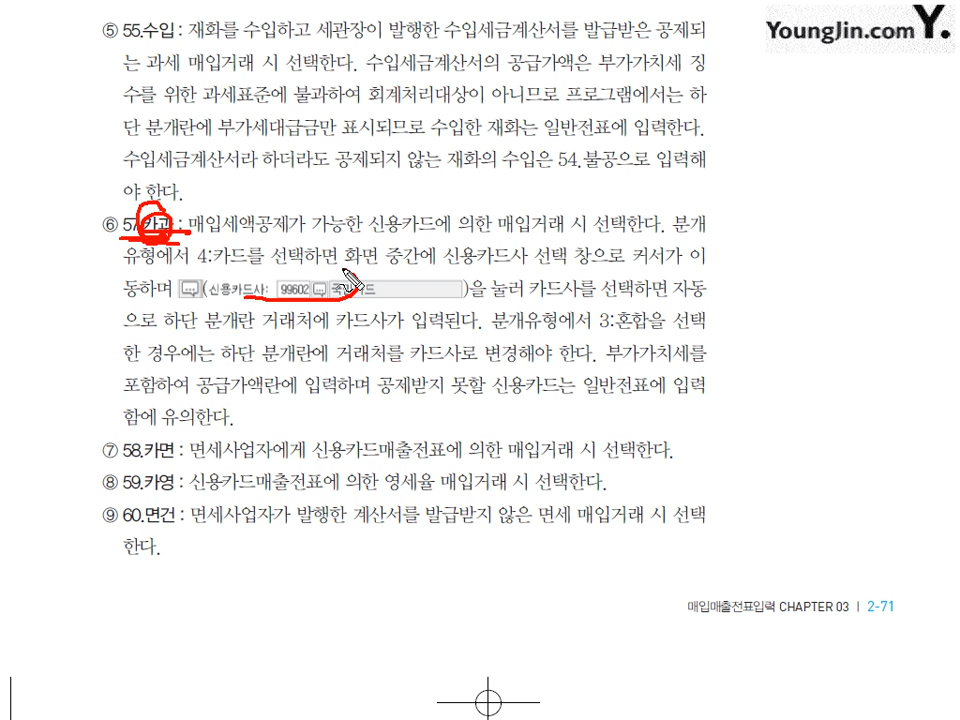 YoungJin.com Y.
⑤ 55.수입 : 재화를 수입하고 세관장이 발행한 수입세금계산서를 발급받은 공제되
는 과세 매입거래 시 선택한다. 수입세금계산서의 공급가액은 부가가치세 징
수를 위한 과세표준에 불과하여 회계처리대상이 아니므로 프로그램에서는 하
단 분개란에 부가세대급금만 표시되므로 수입한 재화는 일반전표에 입력한다.
수입세금계산서라 하더라도 공제되지 않는 재화의 수입은 54.불공으로 입력해
야 한다.
⑥ 57.카과 : 매입세액공제가 가능한 신용카드에 의한 매입거래 시 선택한다. 분개
유형에서 4:카드를 선택하면 화면 중간에 신용카드사 선택 창으로 커서가 이
동하며 (신용카드사: 99602 카드)을 눌러 카드사를 선택하면 자동
으로 하단 분개란 거래처에 카드사가 입력된다. 분개유형에서 3:혼합을 선택
한 경우에는 하단 분개란에 거래처를 카드사로 변경해야 한다. 부가가치세를
포함하여 공급가액란에 입력하며 공제받지 못할 신용카드는 일반전표에 입력
함에 유의한다.
⑦ 58.카면 : 면세사업자에게 신용카드매출전표에 의한 매입거래 시 선택한다.
⑧ 59.카영 : 신용카드매출전표에 의한 영세율 매입거래 시 선택한다.
⑨ 60.면건 : 면세사업자가 발행한 계산서를 발급받지 않은 면세 매입거래 시 선택
한다.
매입매출전표입력 CHAPTER 03 | 2-71